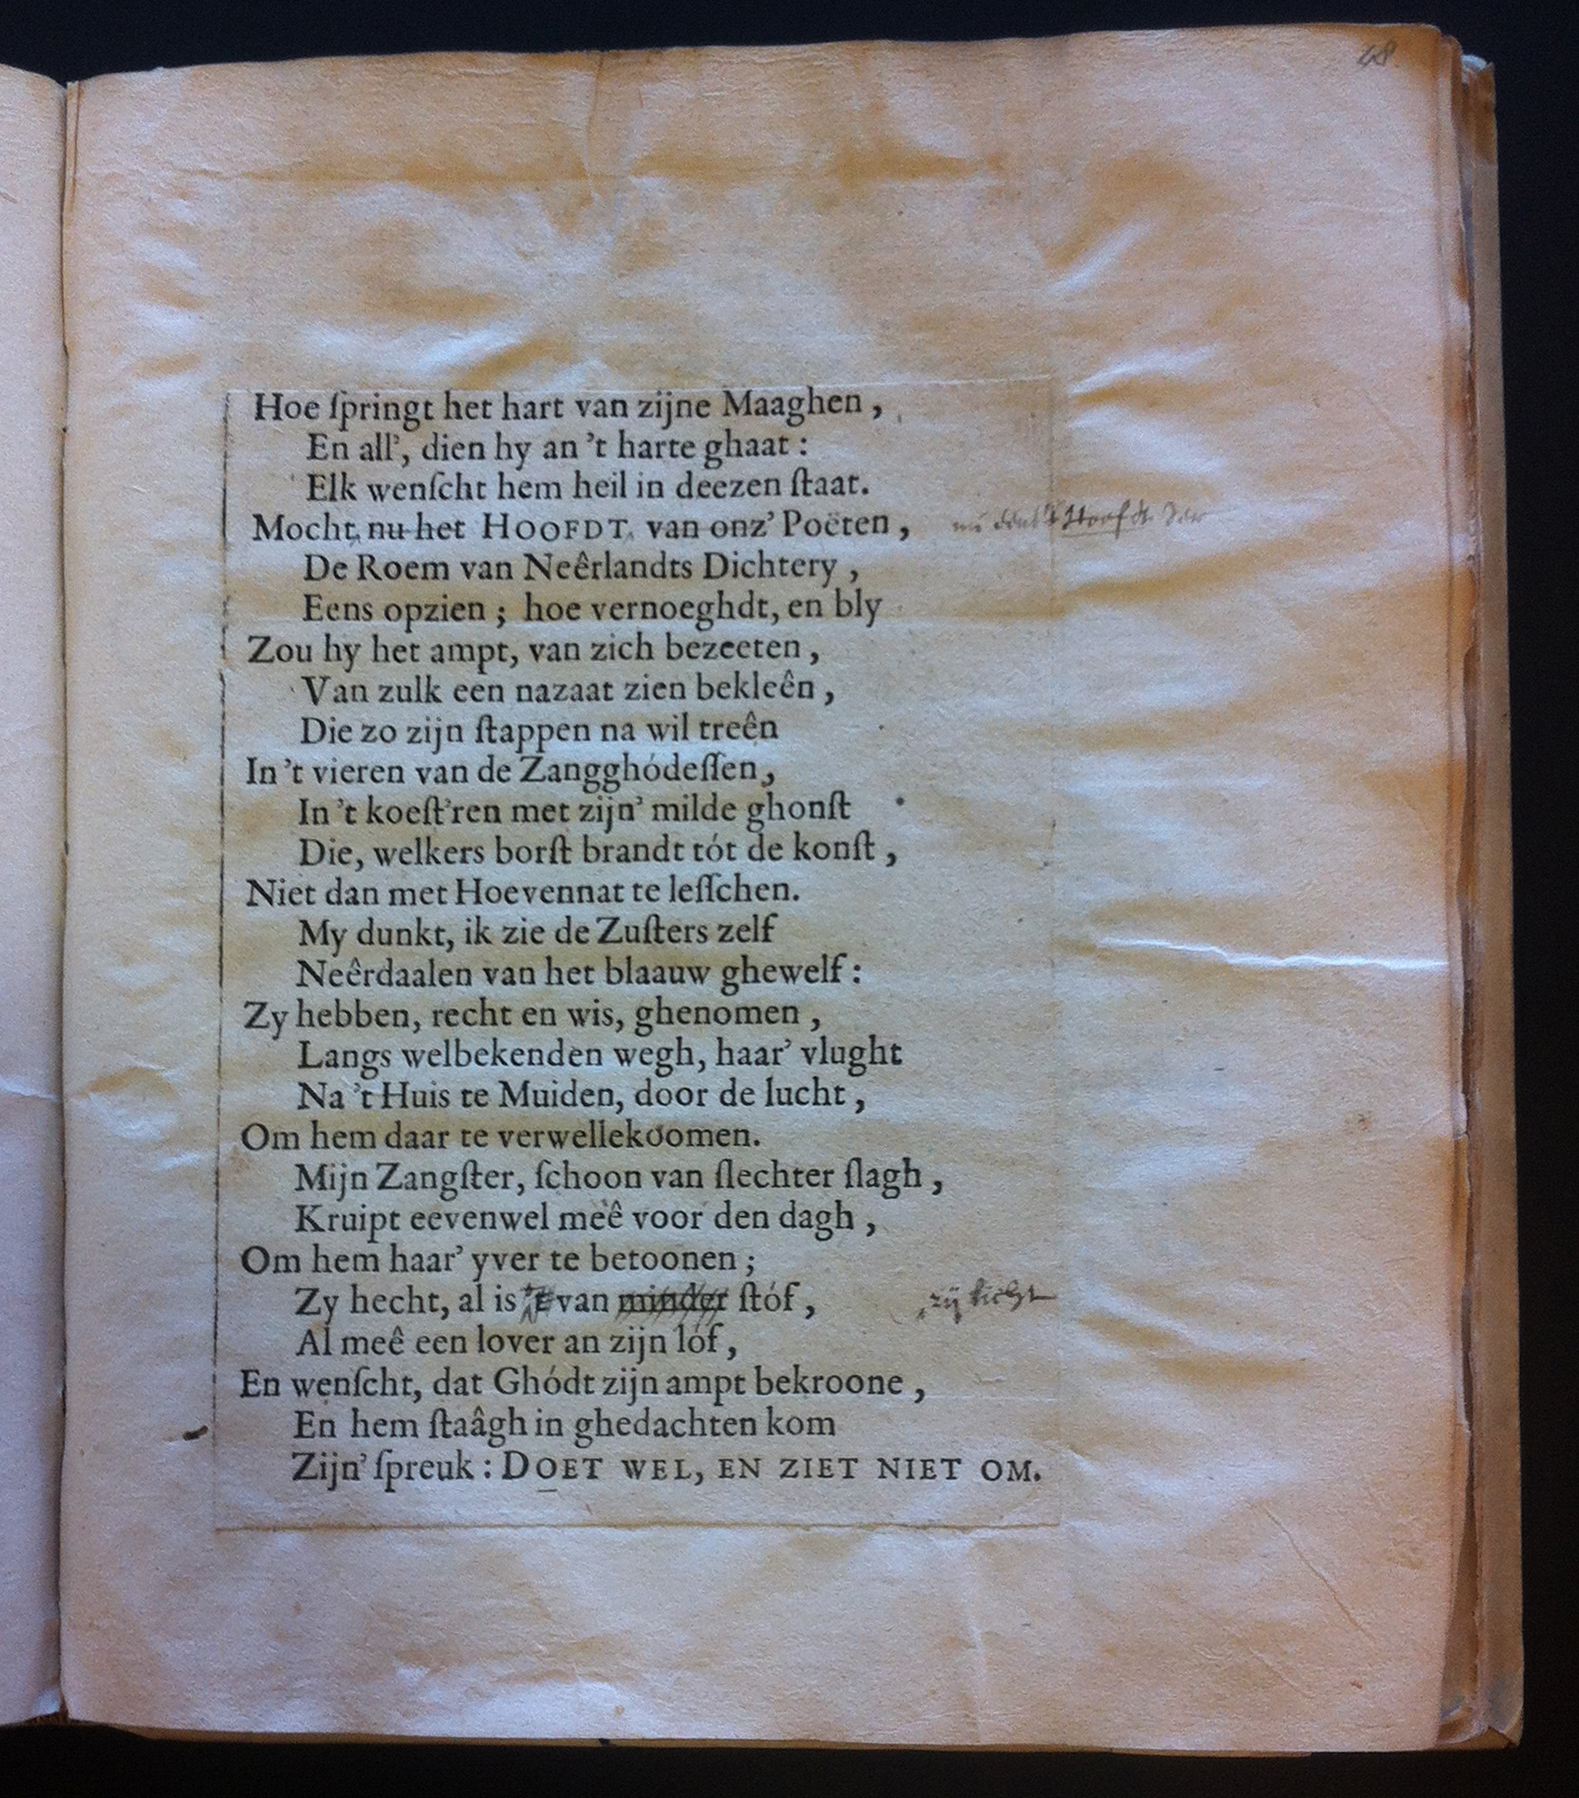 48
Hoe ſpringt het hart van zijne Maaghen,
En all', dien hy an 't harte ghaat:
Elk wenſcht hem heil in deezen ſtaat.
Mocht nu het HOOFDT van onz' Poëten, nu dont Hoofdt der
De Roem van Neêrlandts Dichtery,
Eens opzien; hoe vernoeghdt, en bly
Zou hy het ampt, van zich bezeeten,
Van zulk een nazaat zien bekleên,
Die zo zijn ſtappen na wil treên
In 't vieren van de Zangghódeſſen,
In 't koeſt'ren met zijn' milde ghonſt
Die, welkers borſt brandt tót de konſt,
Niet dan met Hoevennat te leſſchen.
My dunkt, ik zie de Zuſters zelf
Neêrdaalen van het blaauw ghewelf:
Zy hebben, recht en wis, ghenomen,
Langs welbekenden wegh, haar' vlught
Na 't Huis te Muiden, door de lucht,
Om hem daar te verwellekoomen.
Mijn Zangſter, ſchoon van ſlechter ſlagh,
Kruipt eevenwel meê voor den dagh,
Om hem haar' yver te betoonen;
Zy hecht, al is 't van minder ſtóf, zÿ licht
Al meê een lover an zijn lóf,
En wenſcht, dat Ghódt zijn ampt bekroone,
En hem ſtaâgh in ghedachten kom
Zijn' ſpreuk: DOET WEL, EN ZIET NIET OM.